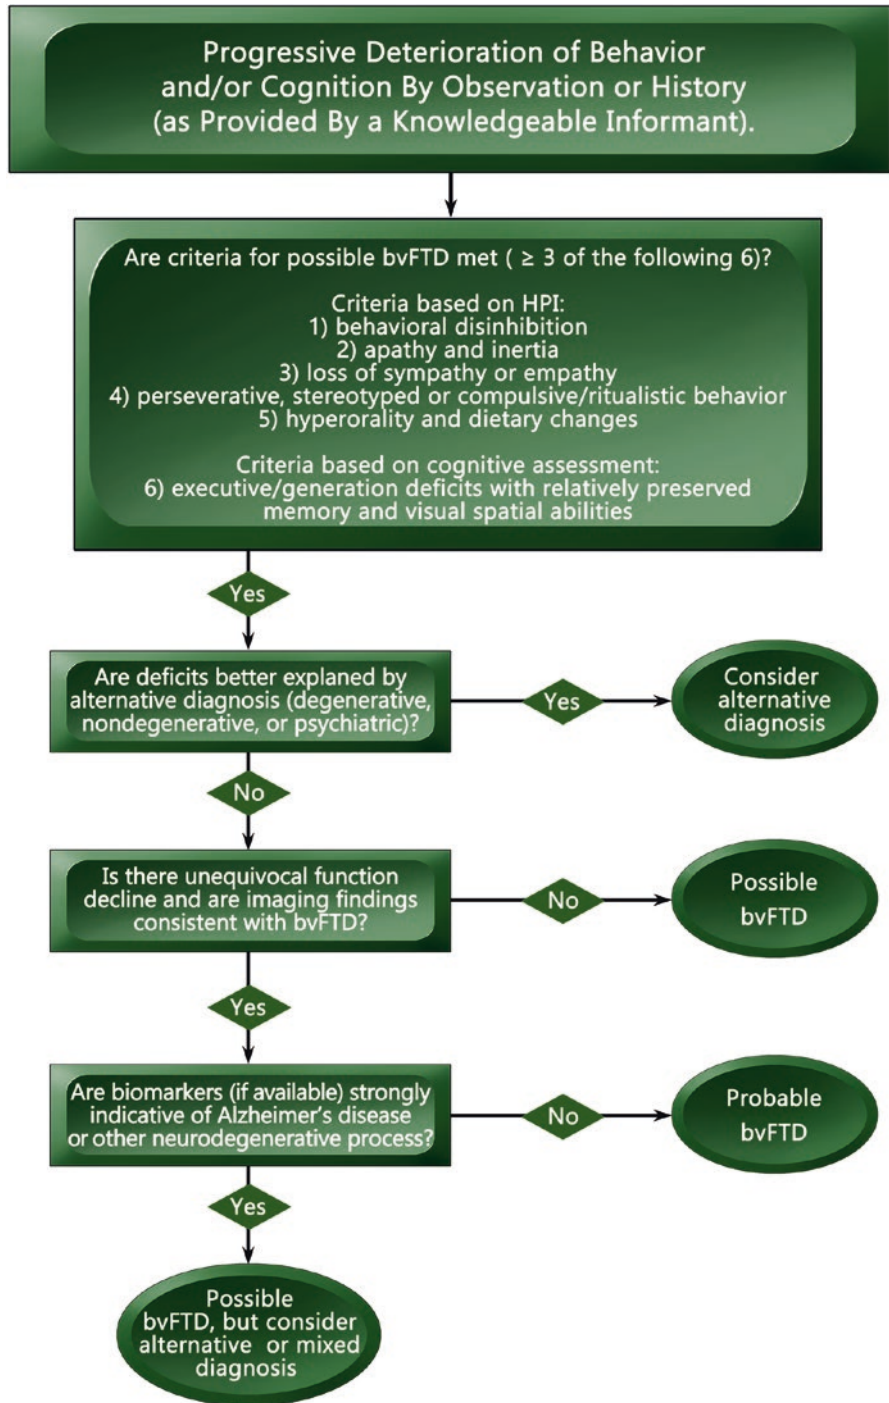 Progressive Deterioration of Behavior
and/or Cognition By Observation or History
(as Provided By a Knowledgeable Informant).
Are criteria for possible bvFTD met ( ≥ 3 of the following 6)?
Criteria based on HPI:
1) behavioral disinhibition
2) apathy and inertia
3) loss of sympathy or empathy
4) perseverative, stereotyped or compulsive/ritualistic behavior
5) hyperorality and dietary changes
Criteria based on cognitive assessment:
6) executive/generation deficits with relatively preserved
memory and visual spatial abilities
Yes
Are deficits better explaned by
alternative diagnosis (degenerative,
nondegenerative, or psychiatric)?
Yes
Consider
alternative
diagnosis
No
Is there unequivocal function
decline and are imaging findings
consistent with bvFTD?
No
Possible
bvFTD
Yes
Are biomarkers (if available) strongly
indicative of Alzheimer's disease
or other neurodegenerative process?
No
Probable
bvFTD
Yes
Possible
bvFTD, but consider
alternative or mixed
diagnosis